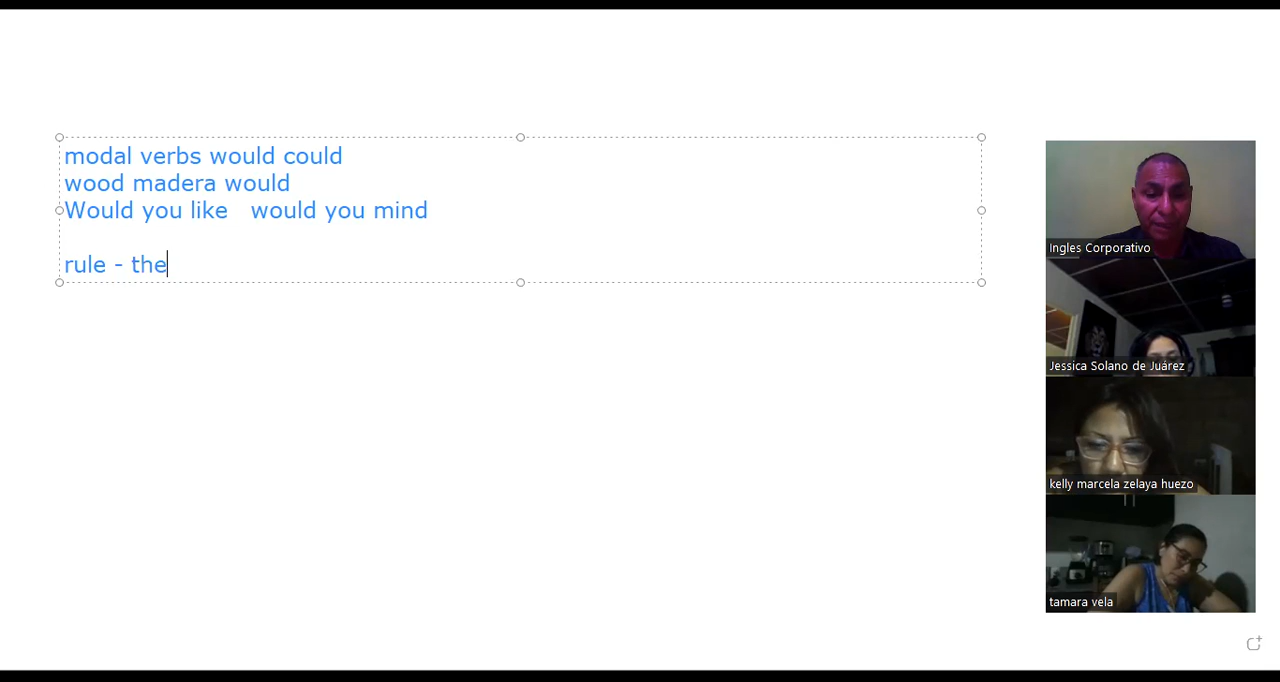 modal verbs would could
wood madera would
Would you like   would you mind
rule - the
Ingles Corporativo
Jessica Solano de Juárez
kelly marcela zelaya huezo
tamara vela